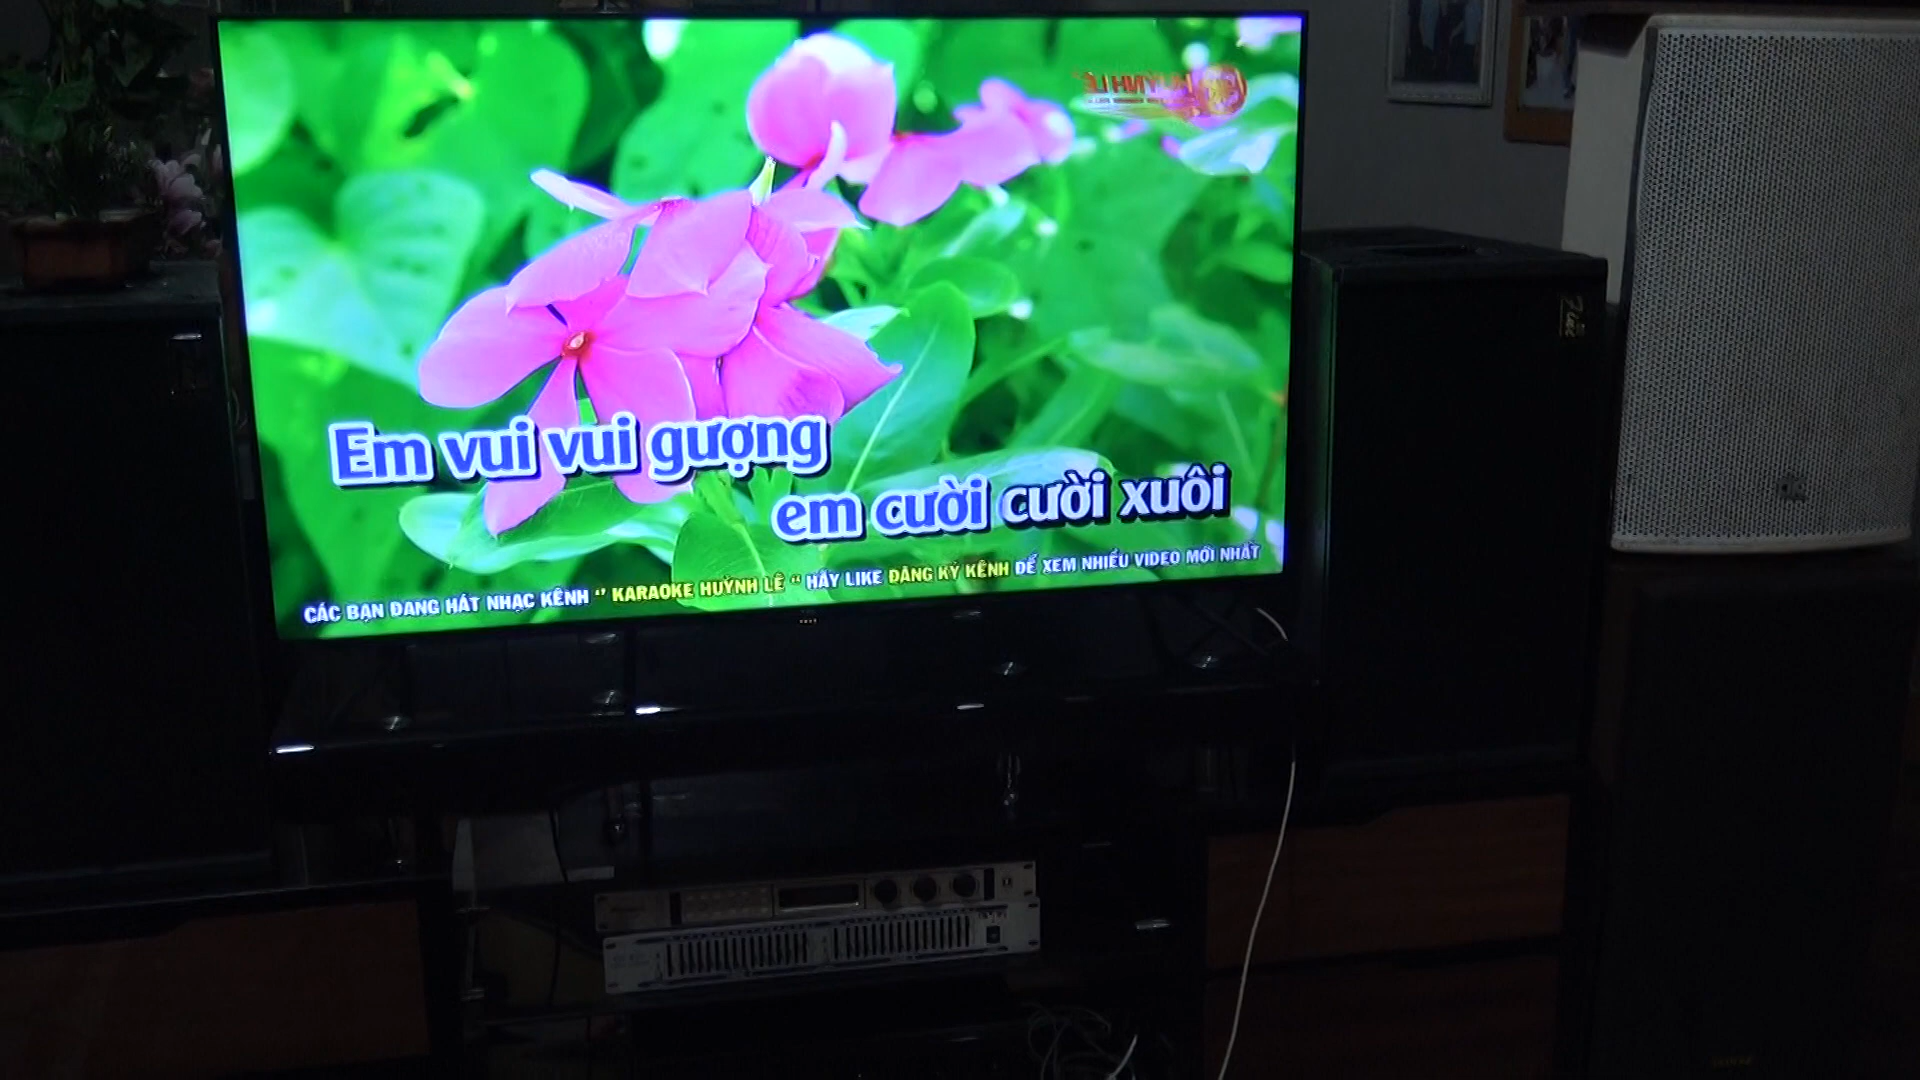 Em vui vui gượng
em cười cười xuôi
CÁC BẠN ĐANG HÁT NHẠC KÊNH " KARAOKE HUỲNH LÊ " HÃY LIKE ĐĂNG KÝ KÊNH ĐỂ XEM NHIỀU VIDEO MỚI NHẤT